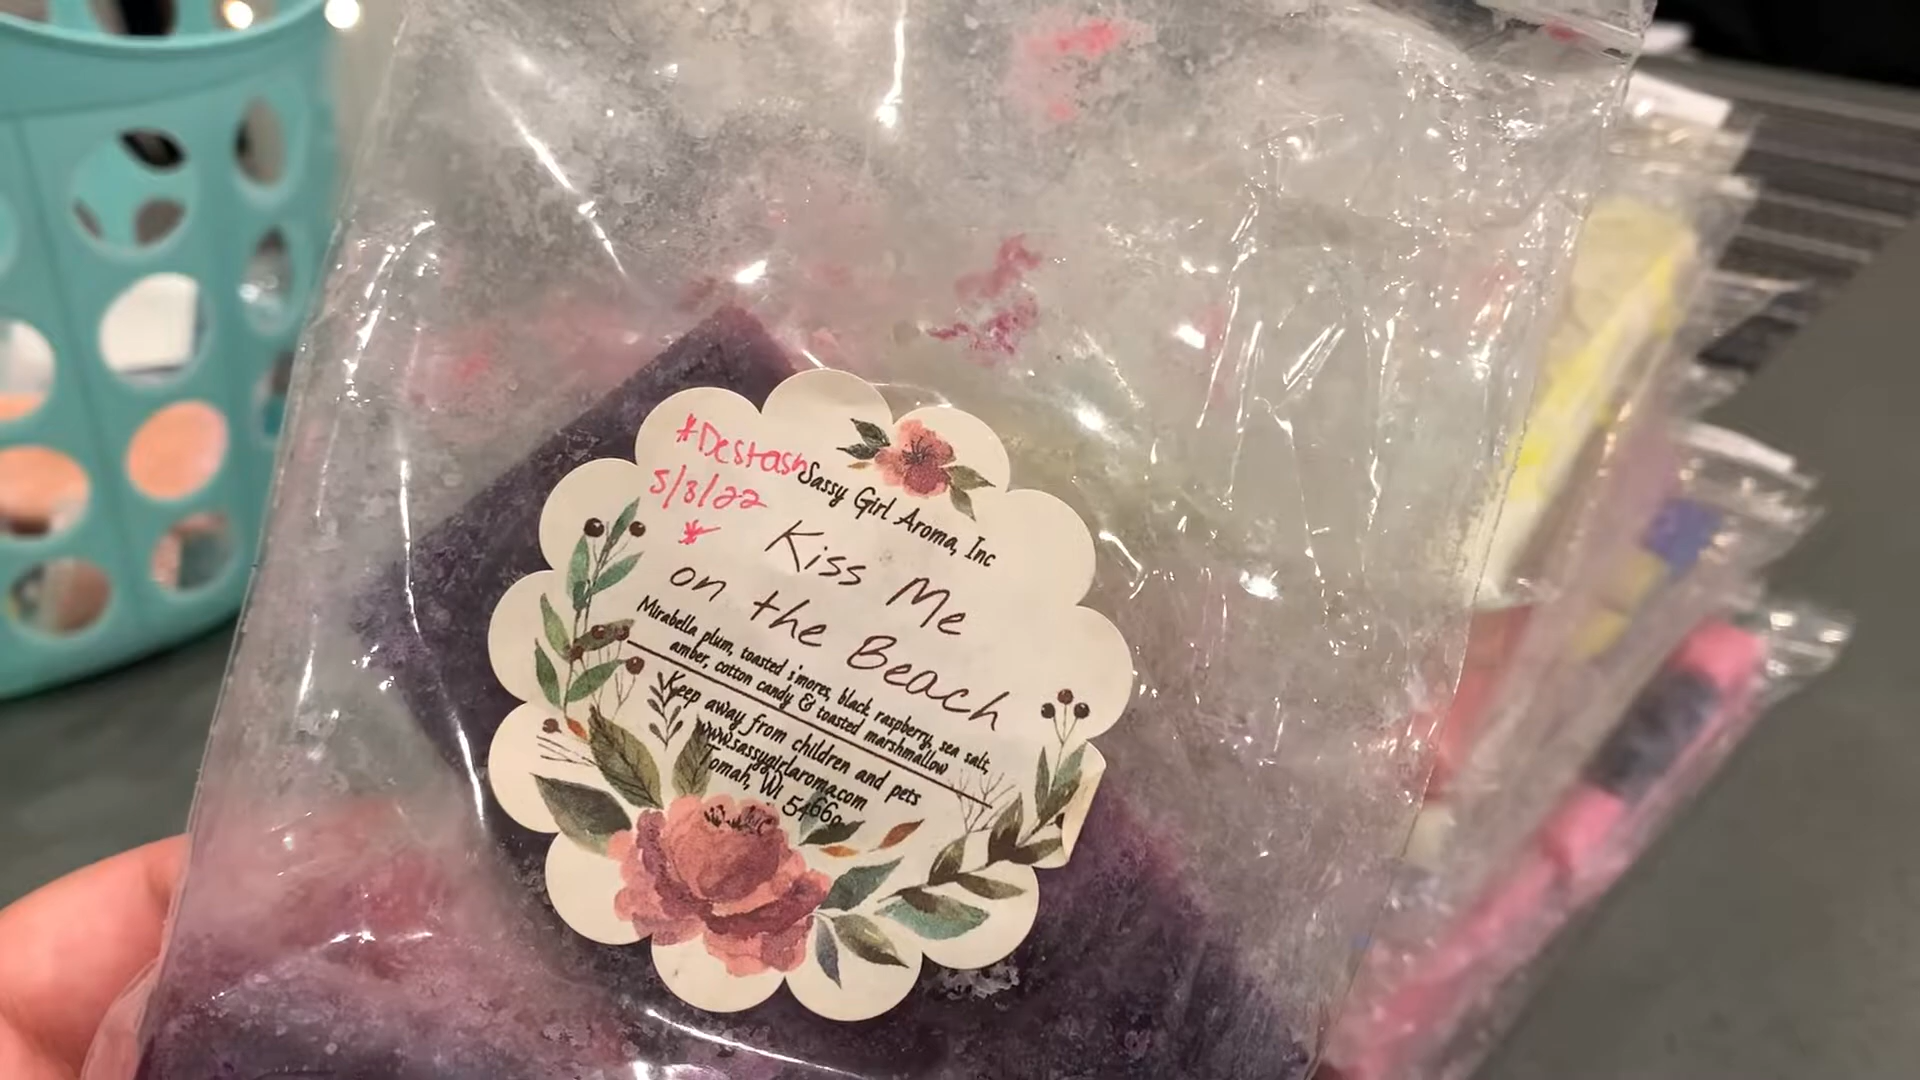 *Destash
5/3/22
*
Sassy Girl Aroma, Inc
Kiss Me
on the Beach
Mirabella plum, toasted s'mores, black raspberry, sea salt,
amber, cotton candy & toasted marshmallow
Keep away from children and pets
www.sassygirlaroma.com
Tomah, WI 54660